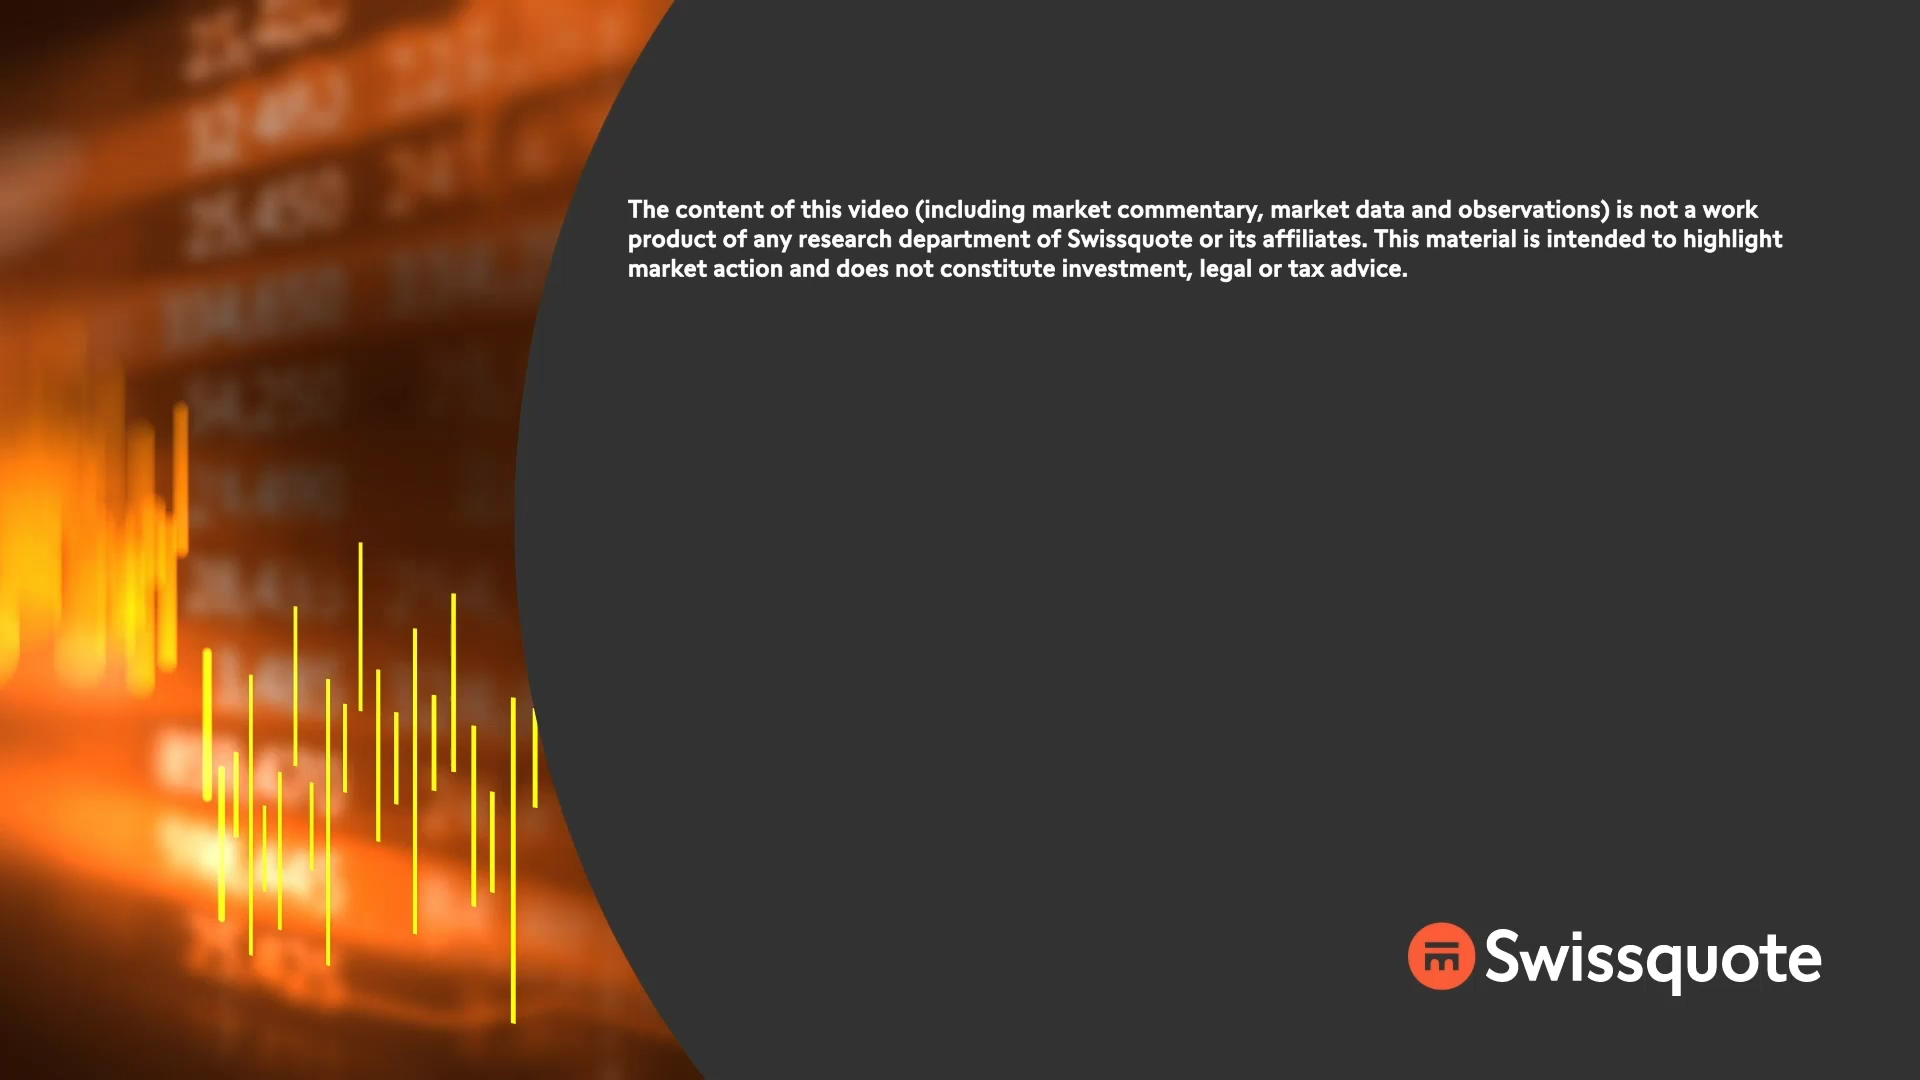 The content of this video (including market commentary, market data and observations) is not a work
product of any research department of Swissquote or its affiliates. This material is intended to highlight
market action and does not constitute investment, legal or tax advice.
25,450
Swissquote